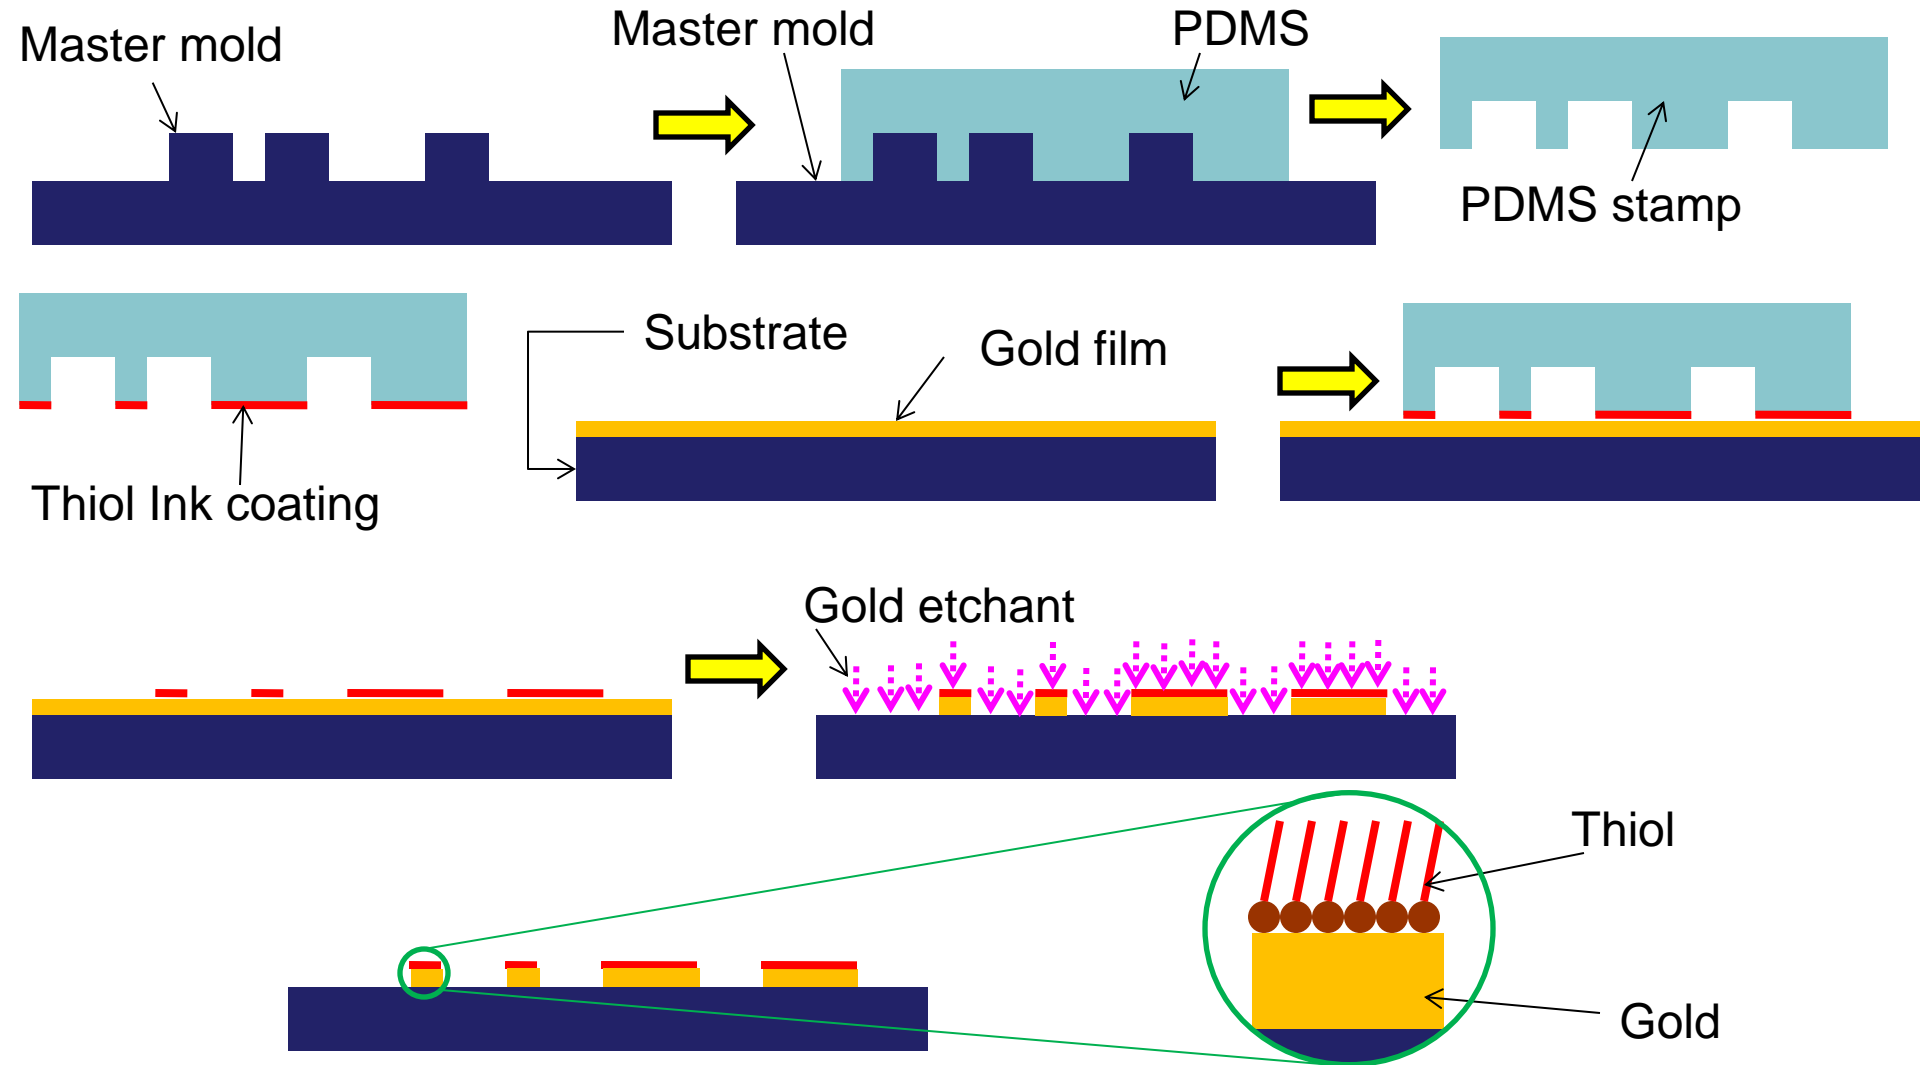 Master mold
Master mold
PDMS
PDMS stamp
Substrate
Gold film
Thiol Ink coating
Gold etchant
Thiol
Gold